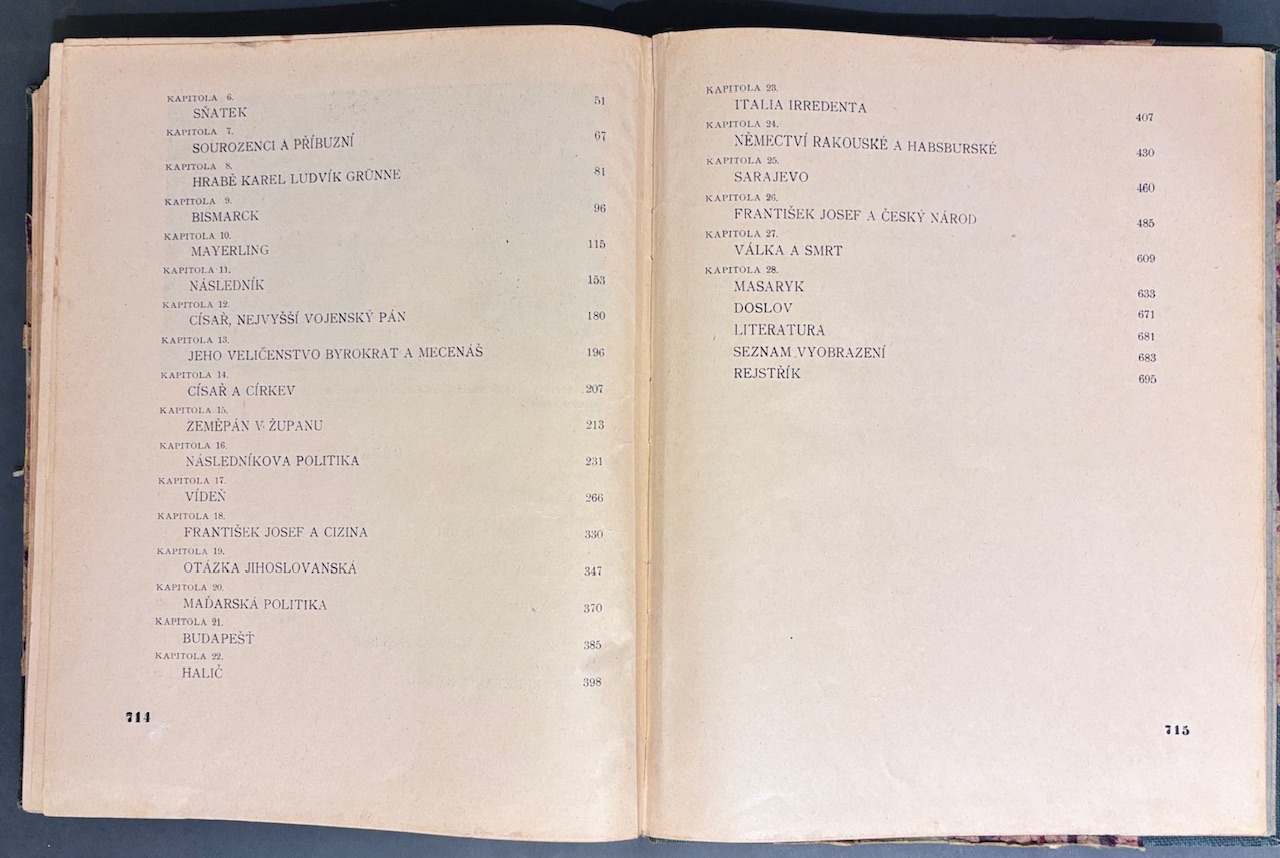 KAPITOLA 6.
SŇATEK 51
KAPITOLA 7.
SOUROZENCI A PŘÍBUZNÍ 67
KAPITOLA 8.
HRABĚ KAREL LUDVÍK GRÜNNE 81
KAPITOLA 9.
BISMARCK 96
KAPITOLA 10.
MAYERLING 115
KAPITOLA 11.
NÁSLEDNÍK 153
KAPITOLA 12.
CÍSAŘ, NEJVYŠŠÍ VOJENSKÝ PÁN 180
KAPITOLA 13.
JEHO VELIČENSTVO BYROKRAT A MECENÁŠ 196
KAPITOLA 14.
CÍSAŘ A CÍRKEV 207
KAPITOLA 15.
ZEMĚPÁN V ŽUPANU 213
KAPITOLA 16.
NÁSLEDNÍKOVA POLITIKA 231
KAPITOLA 17.
VÍDEŇ 266
KAPITOLA 18.
FRANTIŠEK JOSEF A CIZINA 330
KAPITOLA 19.
OTÁZKA JIHOSLOVANSKÁ 347
KAPITOLA 20.
MAĎARSKÁ POLITIKA 370
KAPITOLA 21.
BUDAPEŠŤ 385
KAPITOLA 22.
HALIČ 398
714
KAPITOLA 23.
ITALIA IRREDENTA 407
KAPITOLA 24.
NĚMECTVÍ RAKOUSKÉ A HABSBURSKÉ 430
KAPITOLA 25.
SARAJEVO 460
KAPITOLA 26.
FRANTIŠEK JOSEF A ČESKÝ NÁROD 485
KAPITOLA 27.
VÁLKA A SMRT 609
KAPITOLA 28.
MASARYK 633
DOSLOV 671
LITERATURA 681
SEZNAM VYOBRAZENÍ 683
REJSTŘÍK 695
715